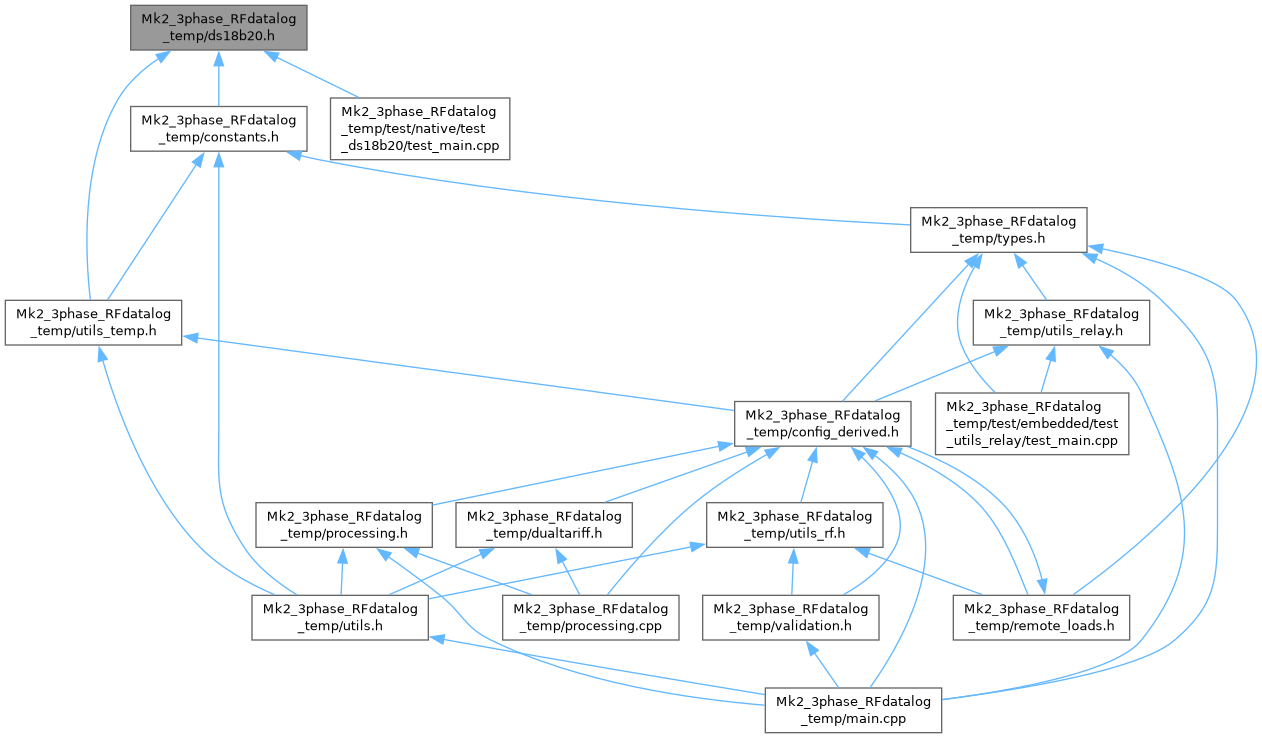 Mk2_3phase_RFdatalog
_temp/ds18b20.h
Mk2_3phase_RFdatalog
_temp/constants.h
Mk2_3phase_RFdatalog
_temp/test/native/test
_ds18b20/test_main.cpp
Mk2_3phase_RFdatalog
_temp/types.h
Mk2_3phase_RFdatalog
_temp/utils_temp.h
Mk2_3phase_RFdatalog
_temp/utils_relay.h
Mk2_3phase_RFdatalog
_temp/config_derived.h
Mk2_3phase_RFdatalog
_temp/test/embedded/test
_utils_relay/test_main.cpp
Mk2_3phase_RFdatalog
_temp/processing.h
Mk2_3phase_RFdatalog
_temp/dualtariff.h
Mk2_3phase_RFdatalog
_temp/utils_rf.h
Mk2_3phase_RFdatalog
_temp/utils.h
Mk2_3phase_RFdatalog
_temp/processing.cpp
Mk2_3phase_RFdatalog
_temp/validation.h
Mk2_3phase_RFdatalog
_temp/remote_loads.h
Mk2_3phase_RFdatalog
_temp/main.cpp